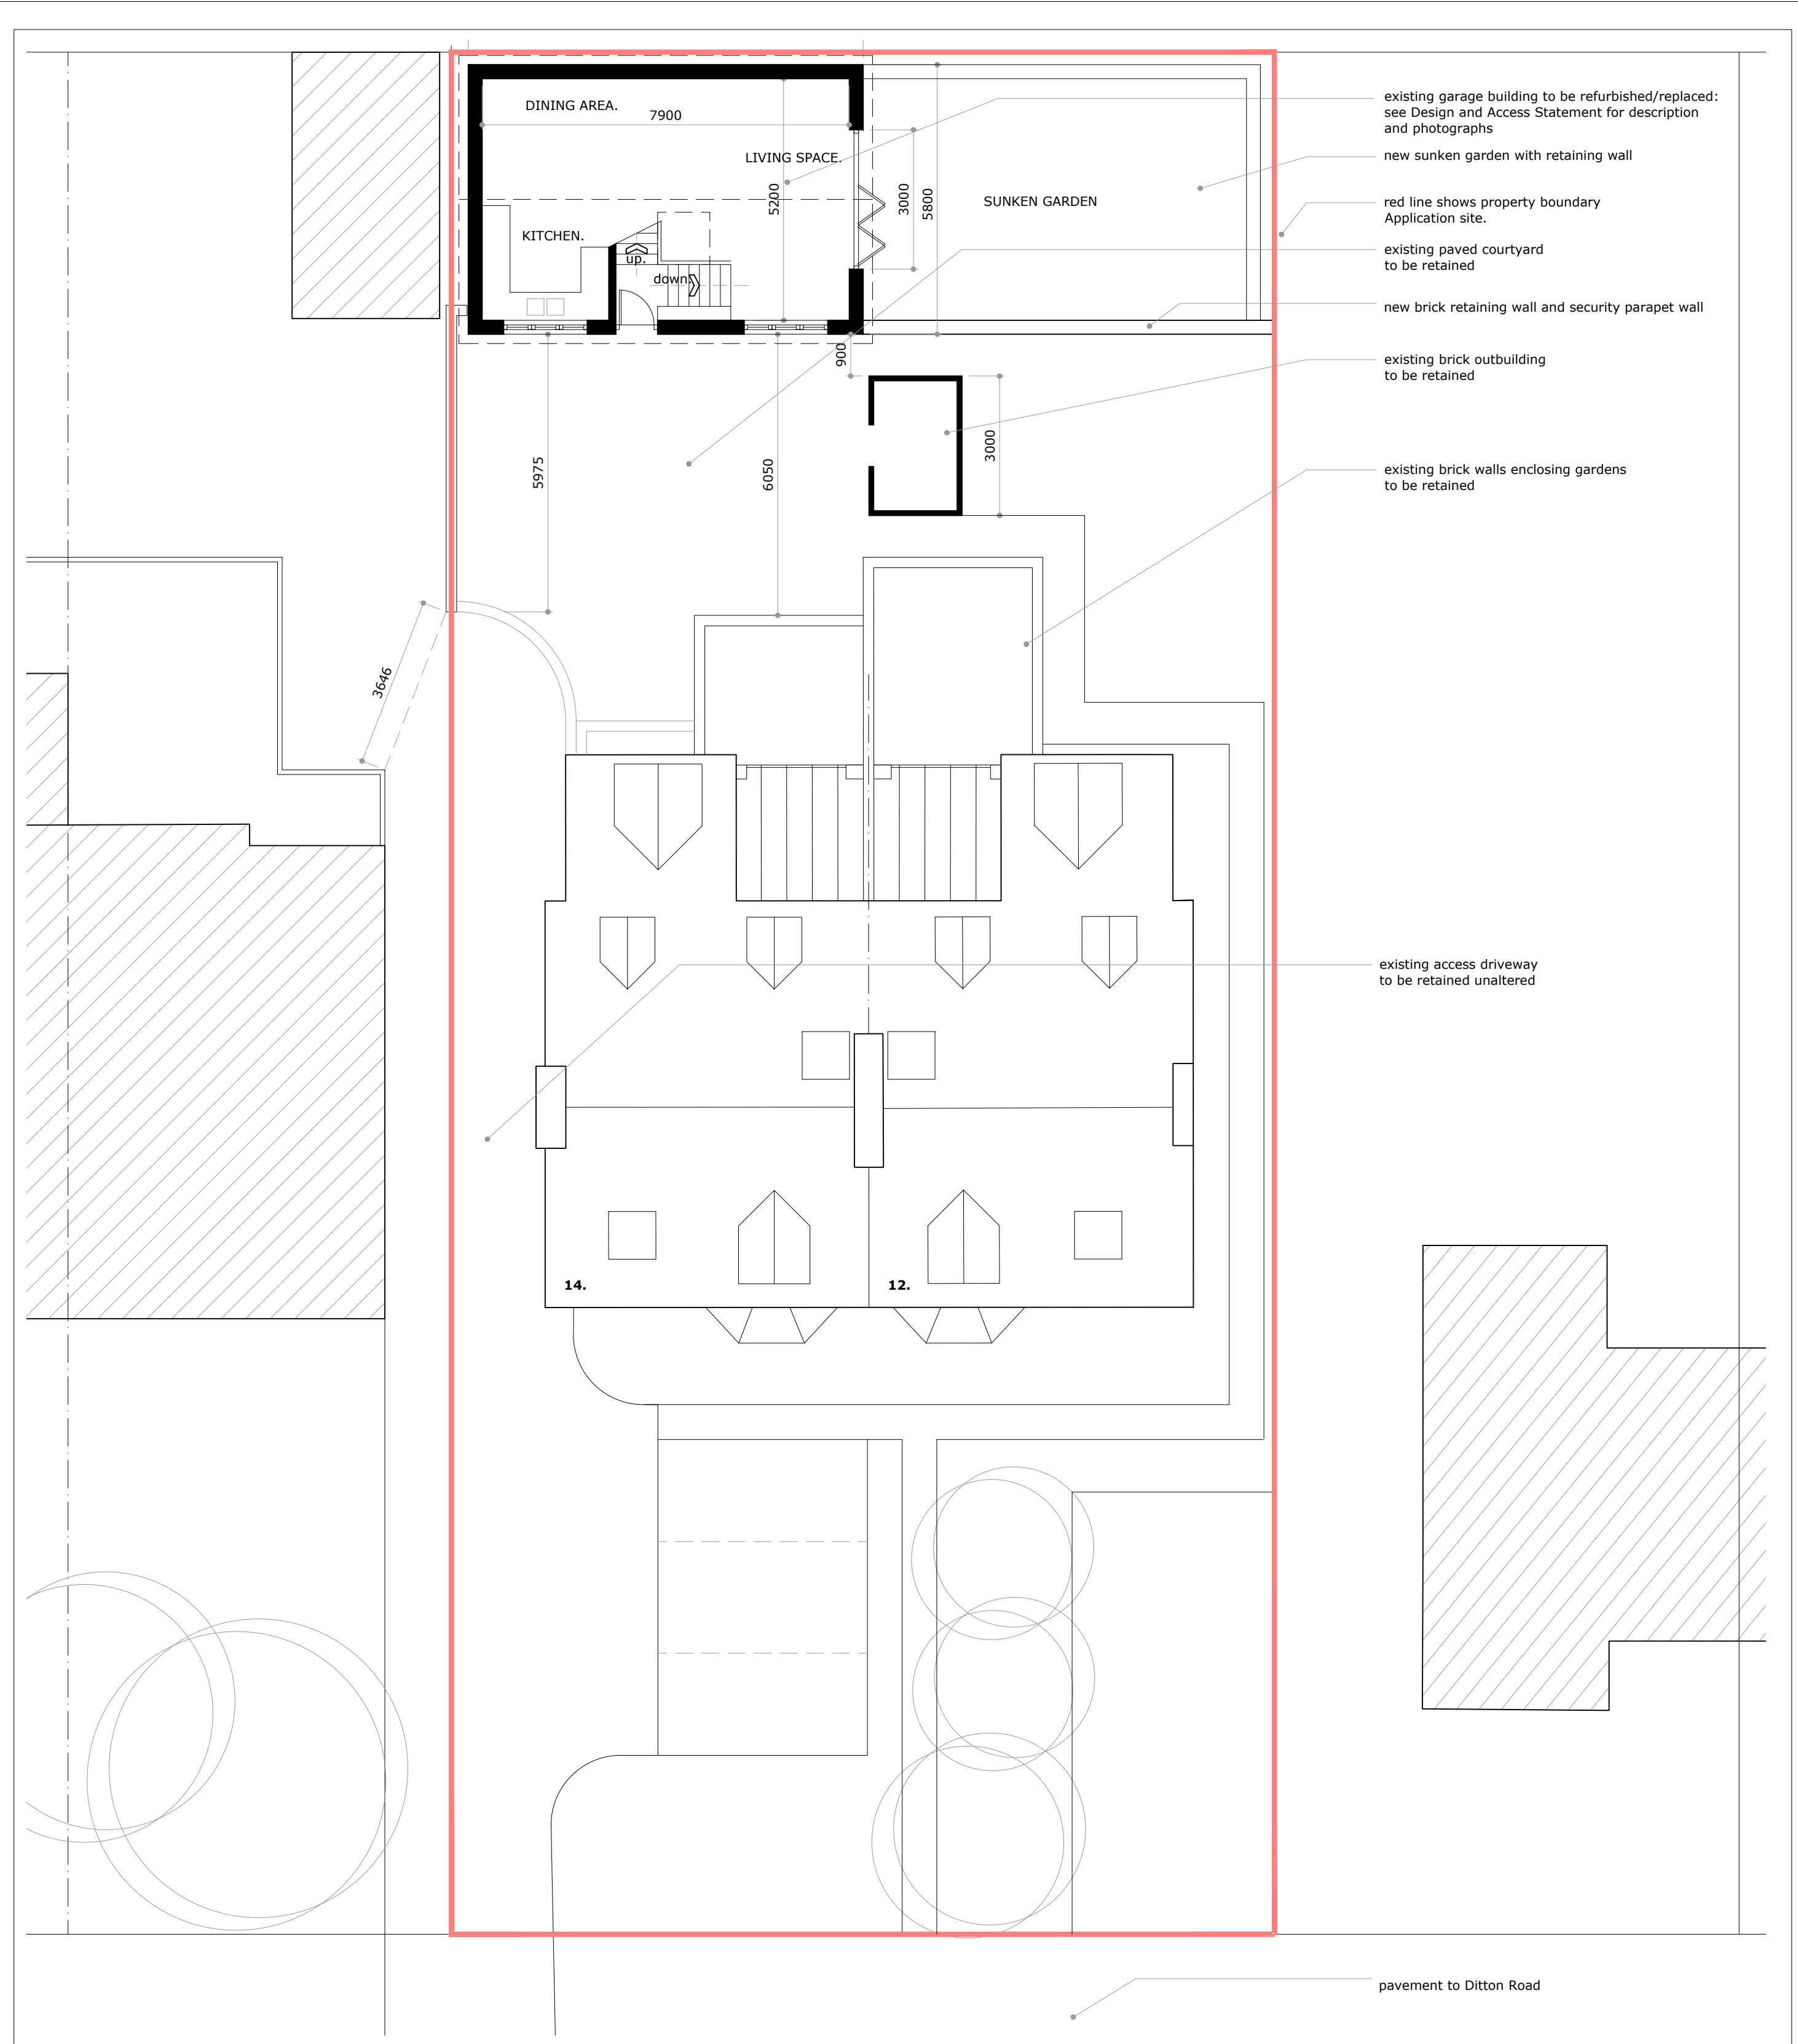 DINING AREA.
7900
LIVING SPACE.
5200
3000
5800
SUNKEN GARDEN
KITCHEN.
up.
down.
900
5975
6050
3000
3646
14.
12.
existing garage building to be refurbished/replaced:
see Design and Access Statement for description
and photographs
new sunken garden with retaining wall
red line shows property boundary
Application site.
existing paved courtyard
to be retained
new brick retaining wall and security parapet wall
existing brick outbuilding
to be retained
existing brick walls enclosing gardens
to be retained
existing access driveway
to be retained unaltered
pavement to Ditton Road